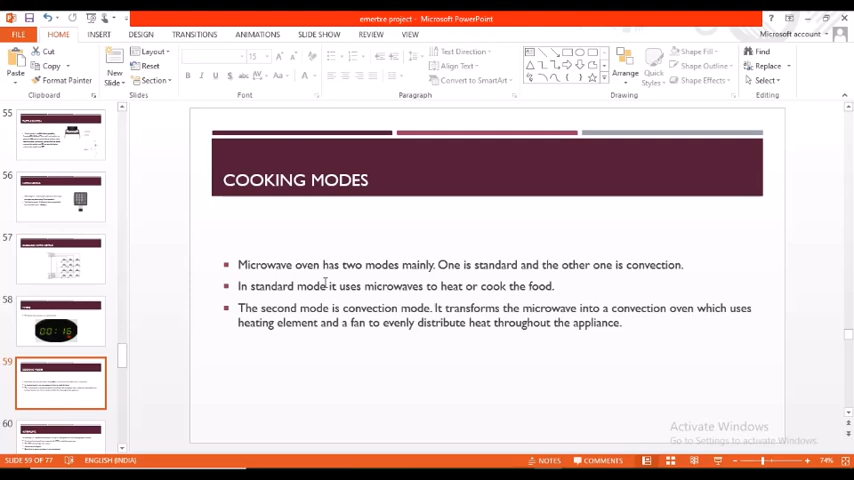 emertxe project - Microsoft PowerPoint
Microsoft account
FILE HOME INSERT DESIGN TRANSITIONS ANIMATIONS SLIDE SHOW REVIEW VIEW
Cut
Copy
Format Painter
Paste
Clipboard
New
Slide
Layout
Reset
Section
Slides
15
Font
Text Direction
Align Text
Convert to SmartArt
Paragraph
Arrange
Quick
Styles
Shape Fill
Shape Outline
Shape Effects
Drawing
Find
Replace
Select
Editing
55
56
57
58
00:16
59
60
COOKING MODES
Microwave oven has two modes mainly. One is standard and the other one is convection.
In standard mode it uses microwaves to heat or cook the food.
The second mode is convection mode. It transforms the microwave into a convection oven which uses
heating element and a fan to evenly distribute heat throughout the appliance.
Activate Windows
Go to Settings to activate Windows.
SLIDE 59 OF 77 ENGLISH (INDIA) NOTES COMMENTS 74%